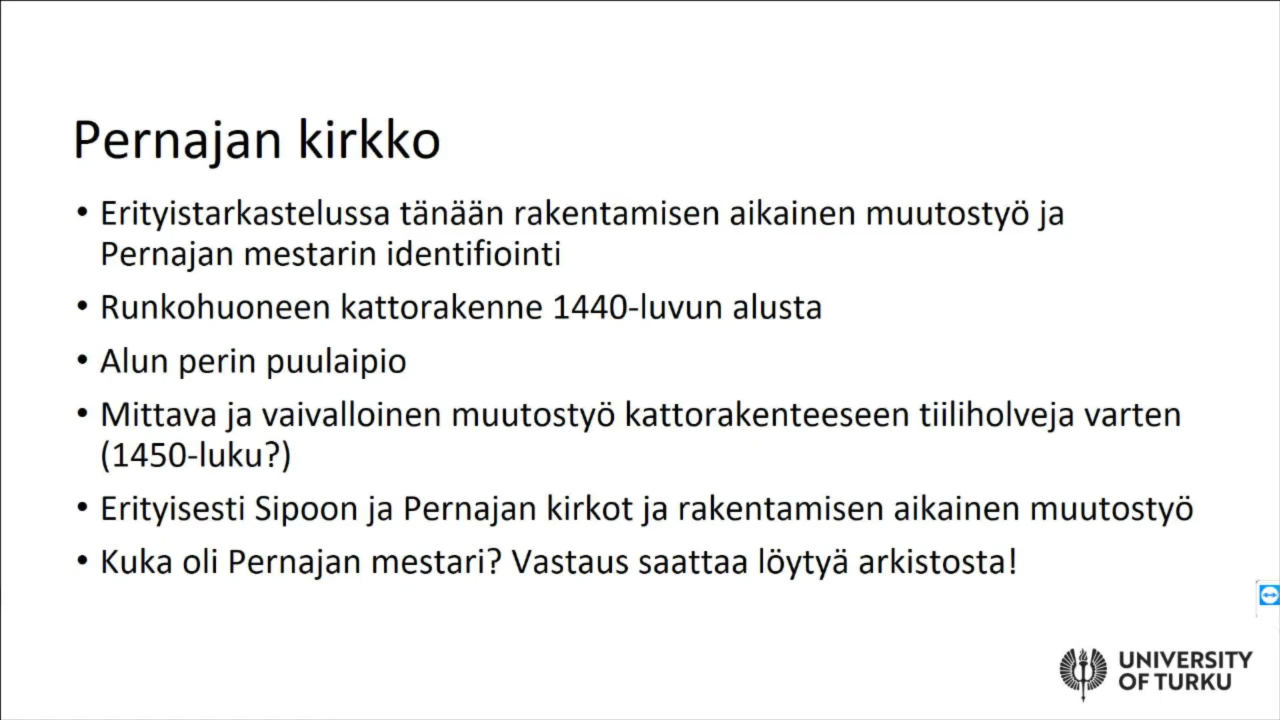 Pernajan kirkko
• Erityistarkastelussa tänään rakentamisen aikainen muutostyö ja
Pernajan mestarin identifiointi
• Runkohuoneen kattorakenne 1440-luvun alusta
• Alun perin puulaipio
• Mittava ja vaivalloinen muutostyö kattorakenteeseen tiiliholveja varten
(1450-luku?)
• Erityisesti Sipoon ja Pernajan kirkot ja rakentamisen aikainen muutostyö
• Kuka oli Pernajan mestari? Vastaus saattaa löytyä arkistosta!
UNIVERSITY
OF TURKU